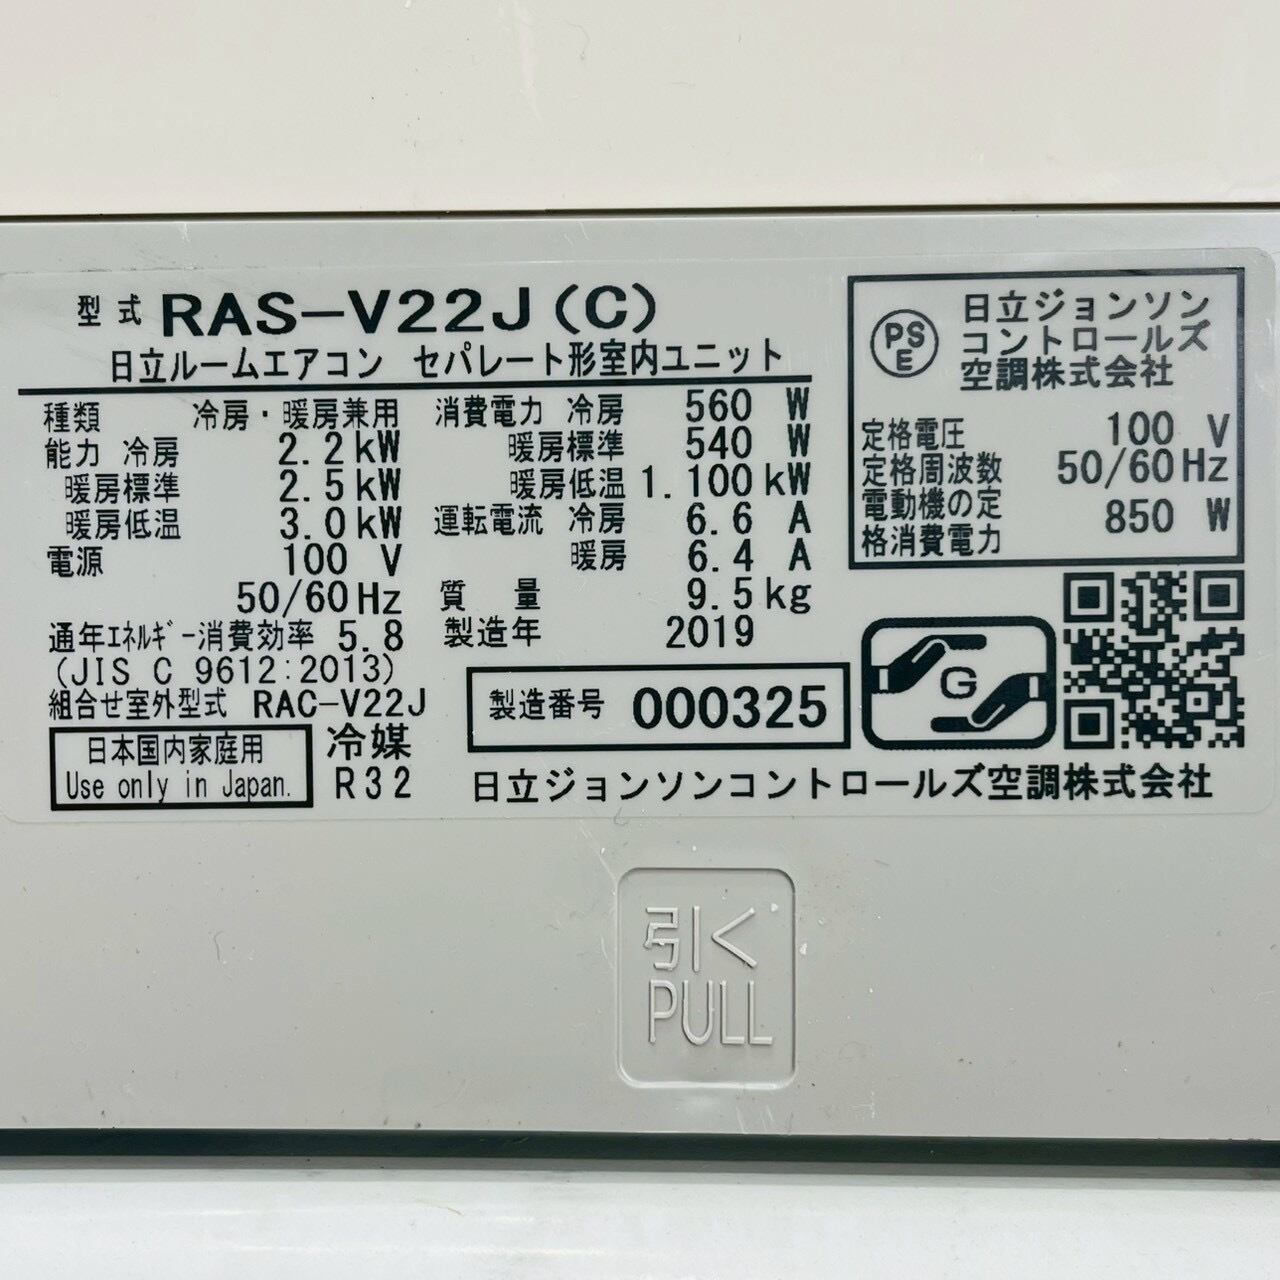 型式 RAS-V22J(C)
日立ルームエアコン セパレート形室内ユニット
種類 冷房・暖房兼用
能力 冷房 2.2kW
暖房標準 2.5kW
暖房低温 3.0kW
電源 100 V
50/60Hz
通年エネルギー消費効率 5.8
(JIS C 9612:2013)
組合せ室外型式 RAC-V22J
日本国内家庭用
Use only in Japan.
冷媒
R32
消費電力 冷房 560 W
暖房標準 540 W
暖房低温 1.100kW
運転電流 冷房 6.6 A
暖房 6.4 A
質量 9.5kg
製造年 2019
製造番号 000325
PS
E
日立ジョンソン
コントロールズ
空調株式会社
定格電圧 100 V
定格周波数 50/60Hz
電動機の定
格消費電力 850 W
G
日立ジョンソンコントロールズ空調株式会社
引く
PULL